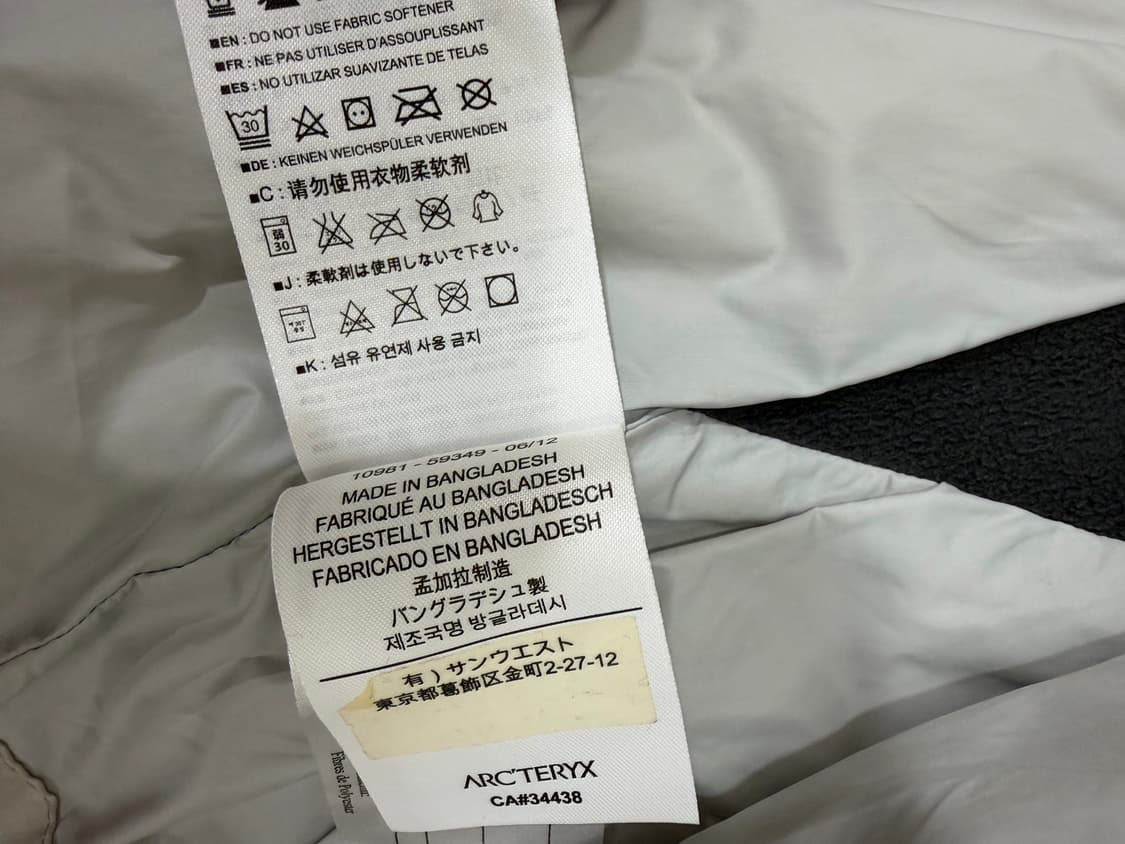 ■EN : DO NOT USE FABRIC SOFTENER
■FR : NE PAS UTILISER D'ASSOUPLISSANT
■ES : NO UTILIZAR SUAVIZANTE DE TELAS
30
■DE : KEINEN WEICHSPÜLER VERWENDEN
■C : 请勿使用衣物柔软剂
弱
30
■J : 柔軟剤は使用しないで下さい。
■K : 섬유 유연제 사용 금지
10981 - 59349 - 06/12
MADE IN BANGLADESH
FABRIQUÉ AU BANGLADESH
HERGESTELLT IN BANGLADESCH
FABRICADO EN BANGLADESH
孟加拉制造
バングラデシュ製
제조국명 방글라데시
有）サンウエスト
東京都葛飾区金町2-27-12
ARC'TERYX
CA#34438
Fibres de Polyester